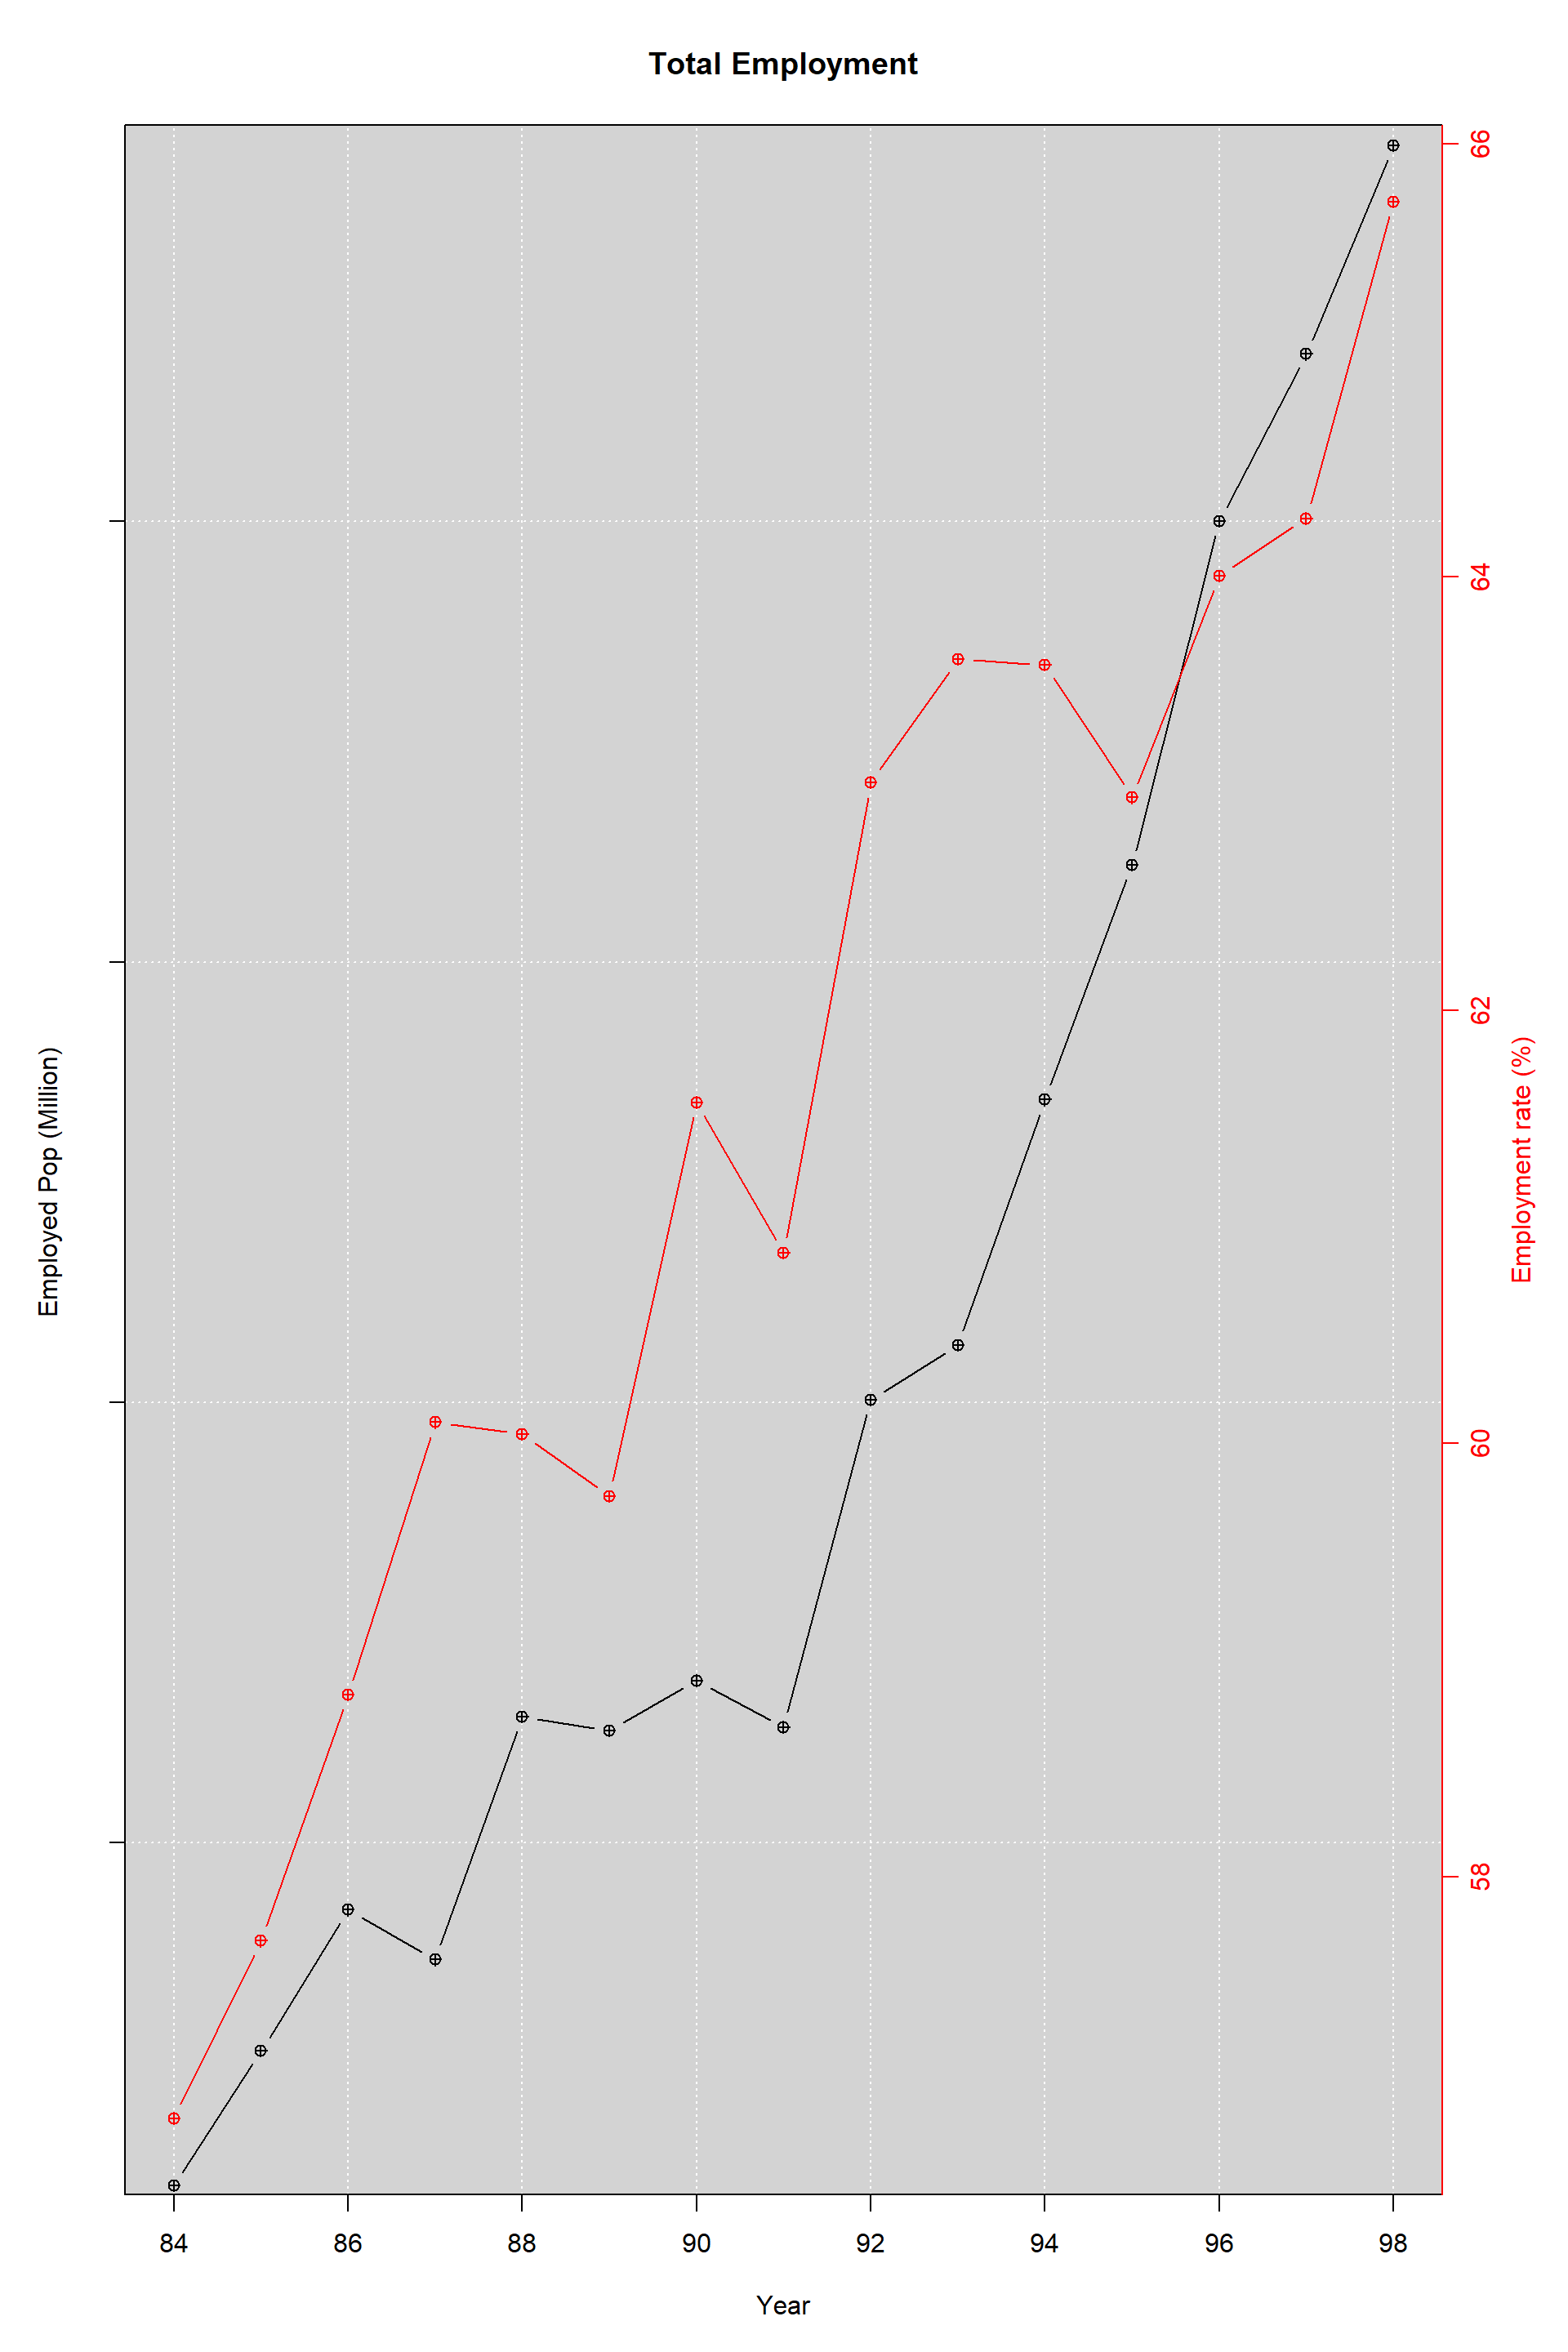 Total Employment
Employed Pop (Million)
66
64
62
60
58
Employment rate (%)
84 86 88 90 92 94 96 98
Year